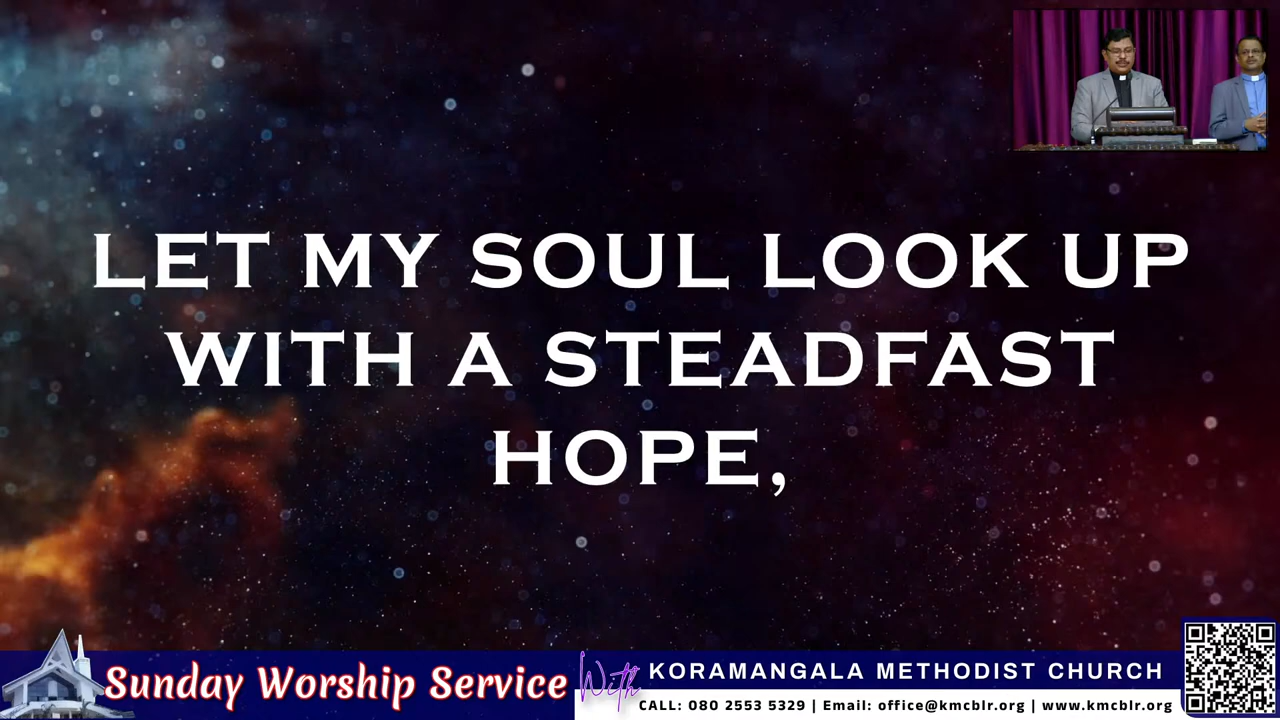 LET MY SOUL LOOK UP
WITH A STEADFAST
HOPE,
Sunday Worship Service With KORAMANGALA METHODIST CHURCH
CALL: 080 2553 5329 | Email: office@kmcblr.org | www.kmcblr.org